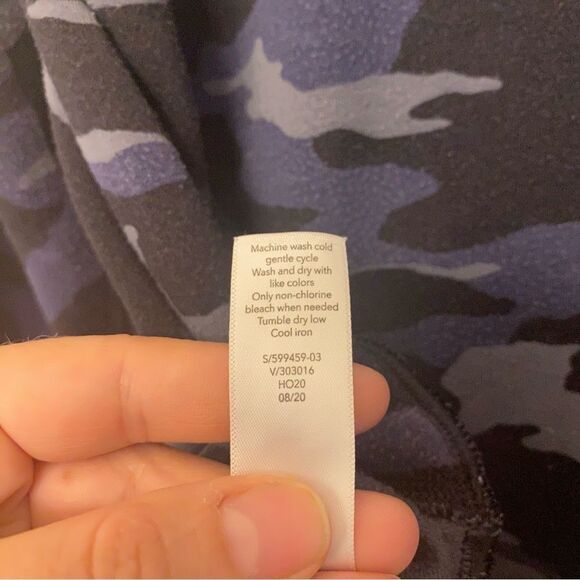 Machine wash cold
gentle cycle
Wash and dry with
like colors
Only non-chlorine
bleach when needed
Tumble dry low
Cool iron
S/599459-03
V/303016
HO20
08/20